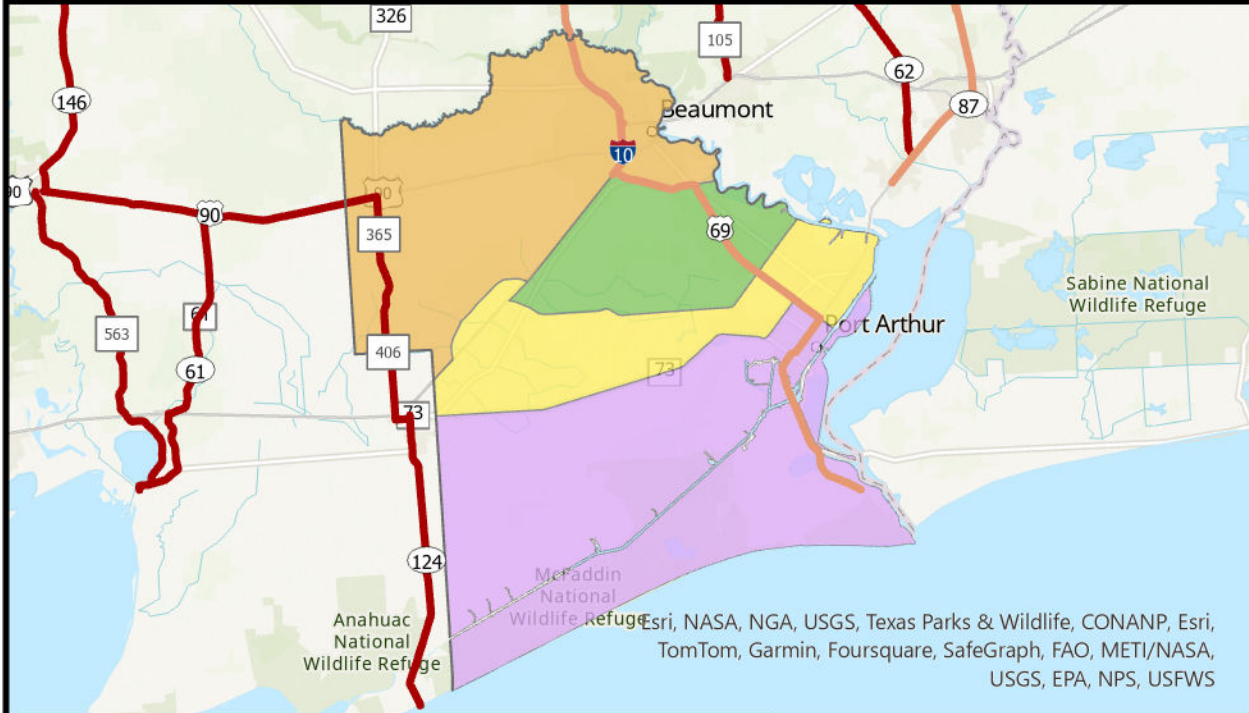 326
105
146
62
87
Beaumont
10
90
90
90
365
69
563
61
61
Sabine National
Wildlife Refuge
Port Arthur
406
73
73
124
McFaddin
National
Wildlife Refuge
Anahuac
National
Wildlife Refuge
Esri, NASA, NGA, USGS, Texas Parks & Wildlife, CONANP, Esri,
TomTom, Garmin, Foursquare, SafeGraph, FAO, METI/NASA,
USGS, EPA, NPS, USFWS